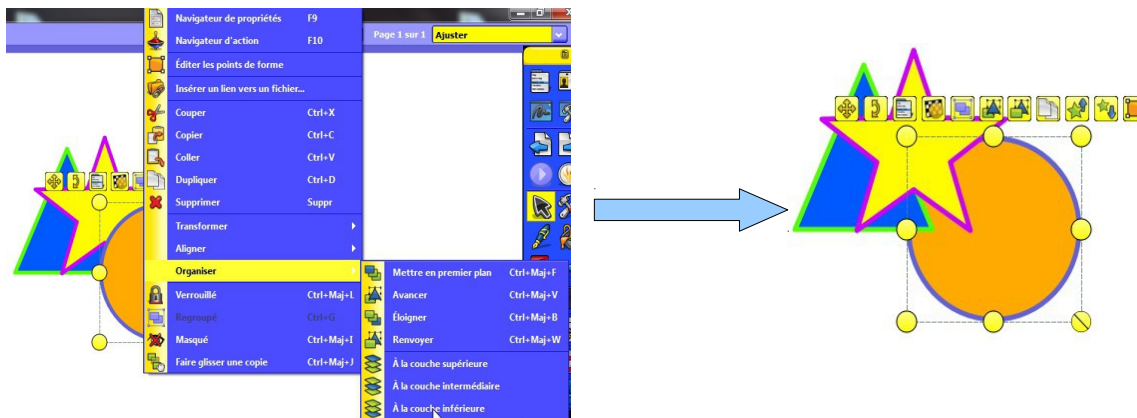 Navigateur de propriétés F9
Navigateur d'action F10
Page 1 sur 1 Ajuster
Éditer les points de forme
Insérer un lien vers un fichier...
Couper Ctrl+X
Copier Ctrl+C
Coller Ctrl+V
Dupliquer Ctrl+D
Supprimer Suppr
Transformer
Aligner
Organiser
Verrouillé Ctrl+Maj+L
Regroupé Ctrl+G
Masqué Ctrl+Maj+I
Faire glisser une copie Ctrl+Maj+J
Mettre en premier plan Ctrl+Maj+F
Avancer Ctrl+Maj+V
Éloigner Ctrl+Maj+B
Renvoyer Ctrl+Maj+W
À la couche supérieure
À la couche intermédiaire
À la couche inférieure